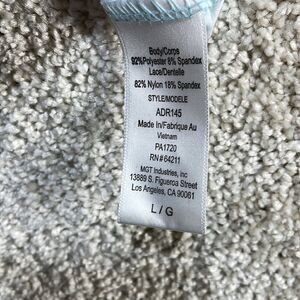 Body/Corps
92%Polyester 8% Spandex
Lace/Dentelle
82% Nylon 18% Spandex
STYLE/MODELE
ADR145
Made In/Fabrique Au
Vietnam
PA1720
RN#64211
MGT Industries, Inc
13889 S. Figueroa Street
Los Angeles, CA 90061
L/G